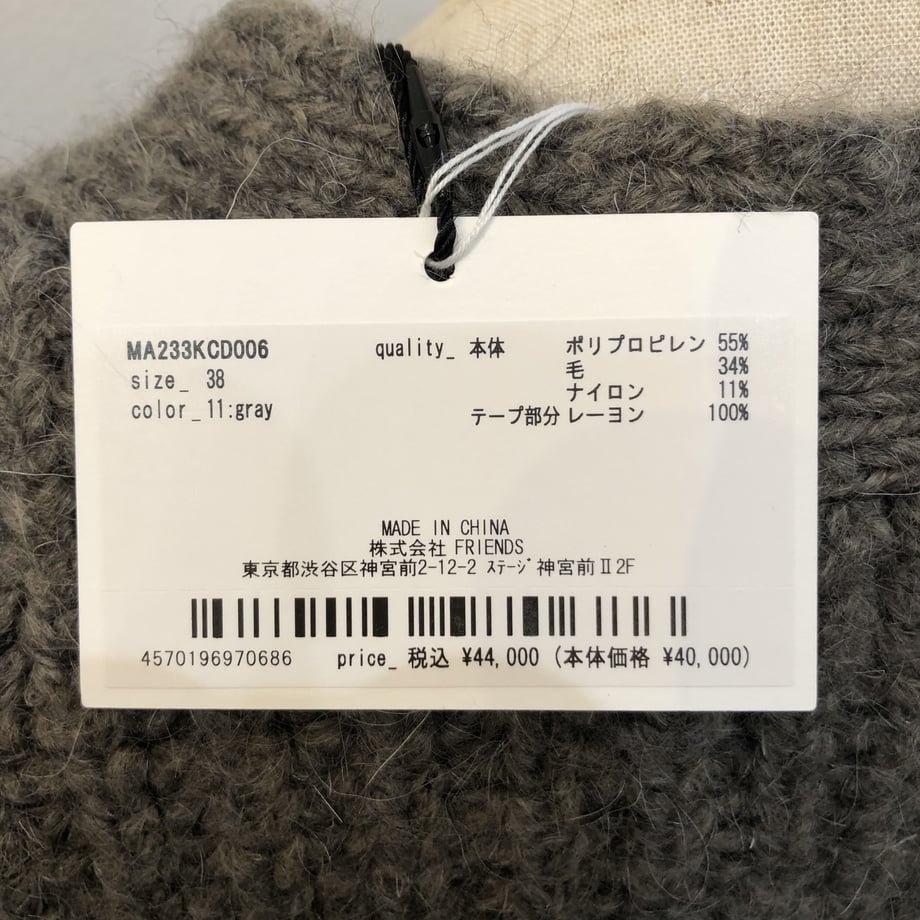 MA233KCD006 quality_ 本体 ポリプロピレン 55%
size_ 38 毛 34%
ナイロン 11%
color_11:gray テープ部分 レーヨン 100%
MADE IN CHINA
株式会社 FRIENDS
東京都渋谷区神宮前2-12-2 ｽﾃｰｼﾞ神宮前Ⅱ2F
4570196970686 price_ 税込 ¥44,000 (本体価格 ¥40,000)